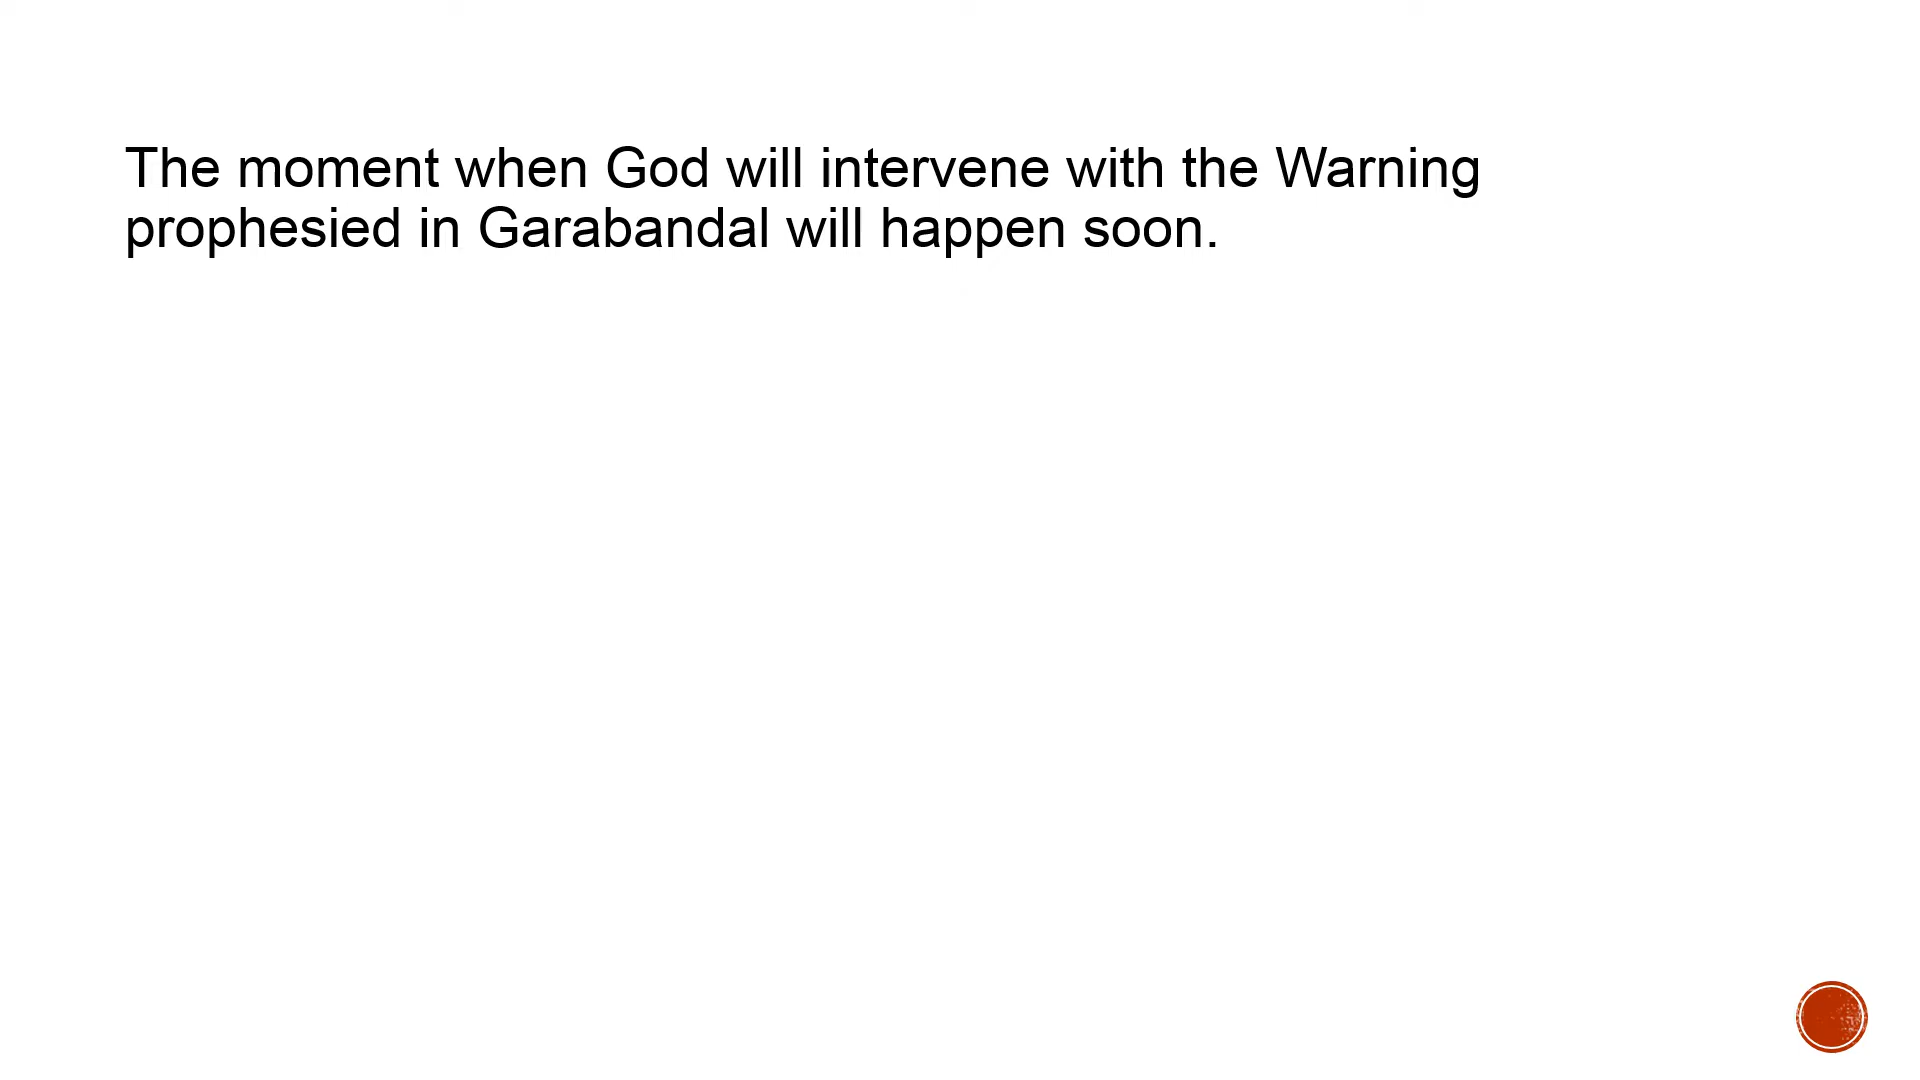 The moment when God will intervene with the Warning
prophesied in Garabandal will happen soon.